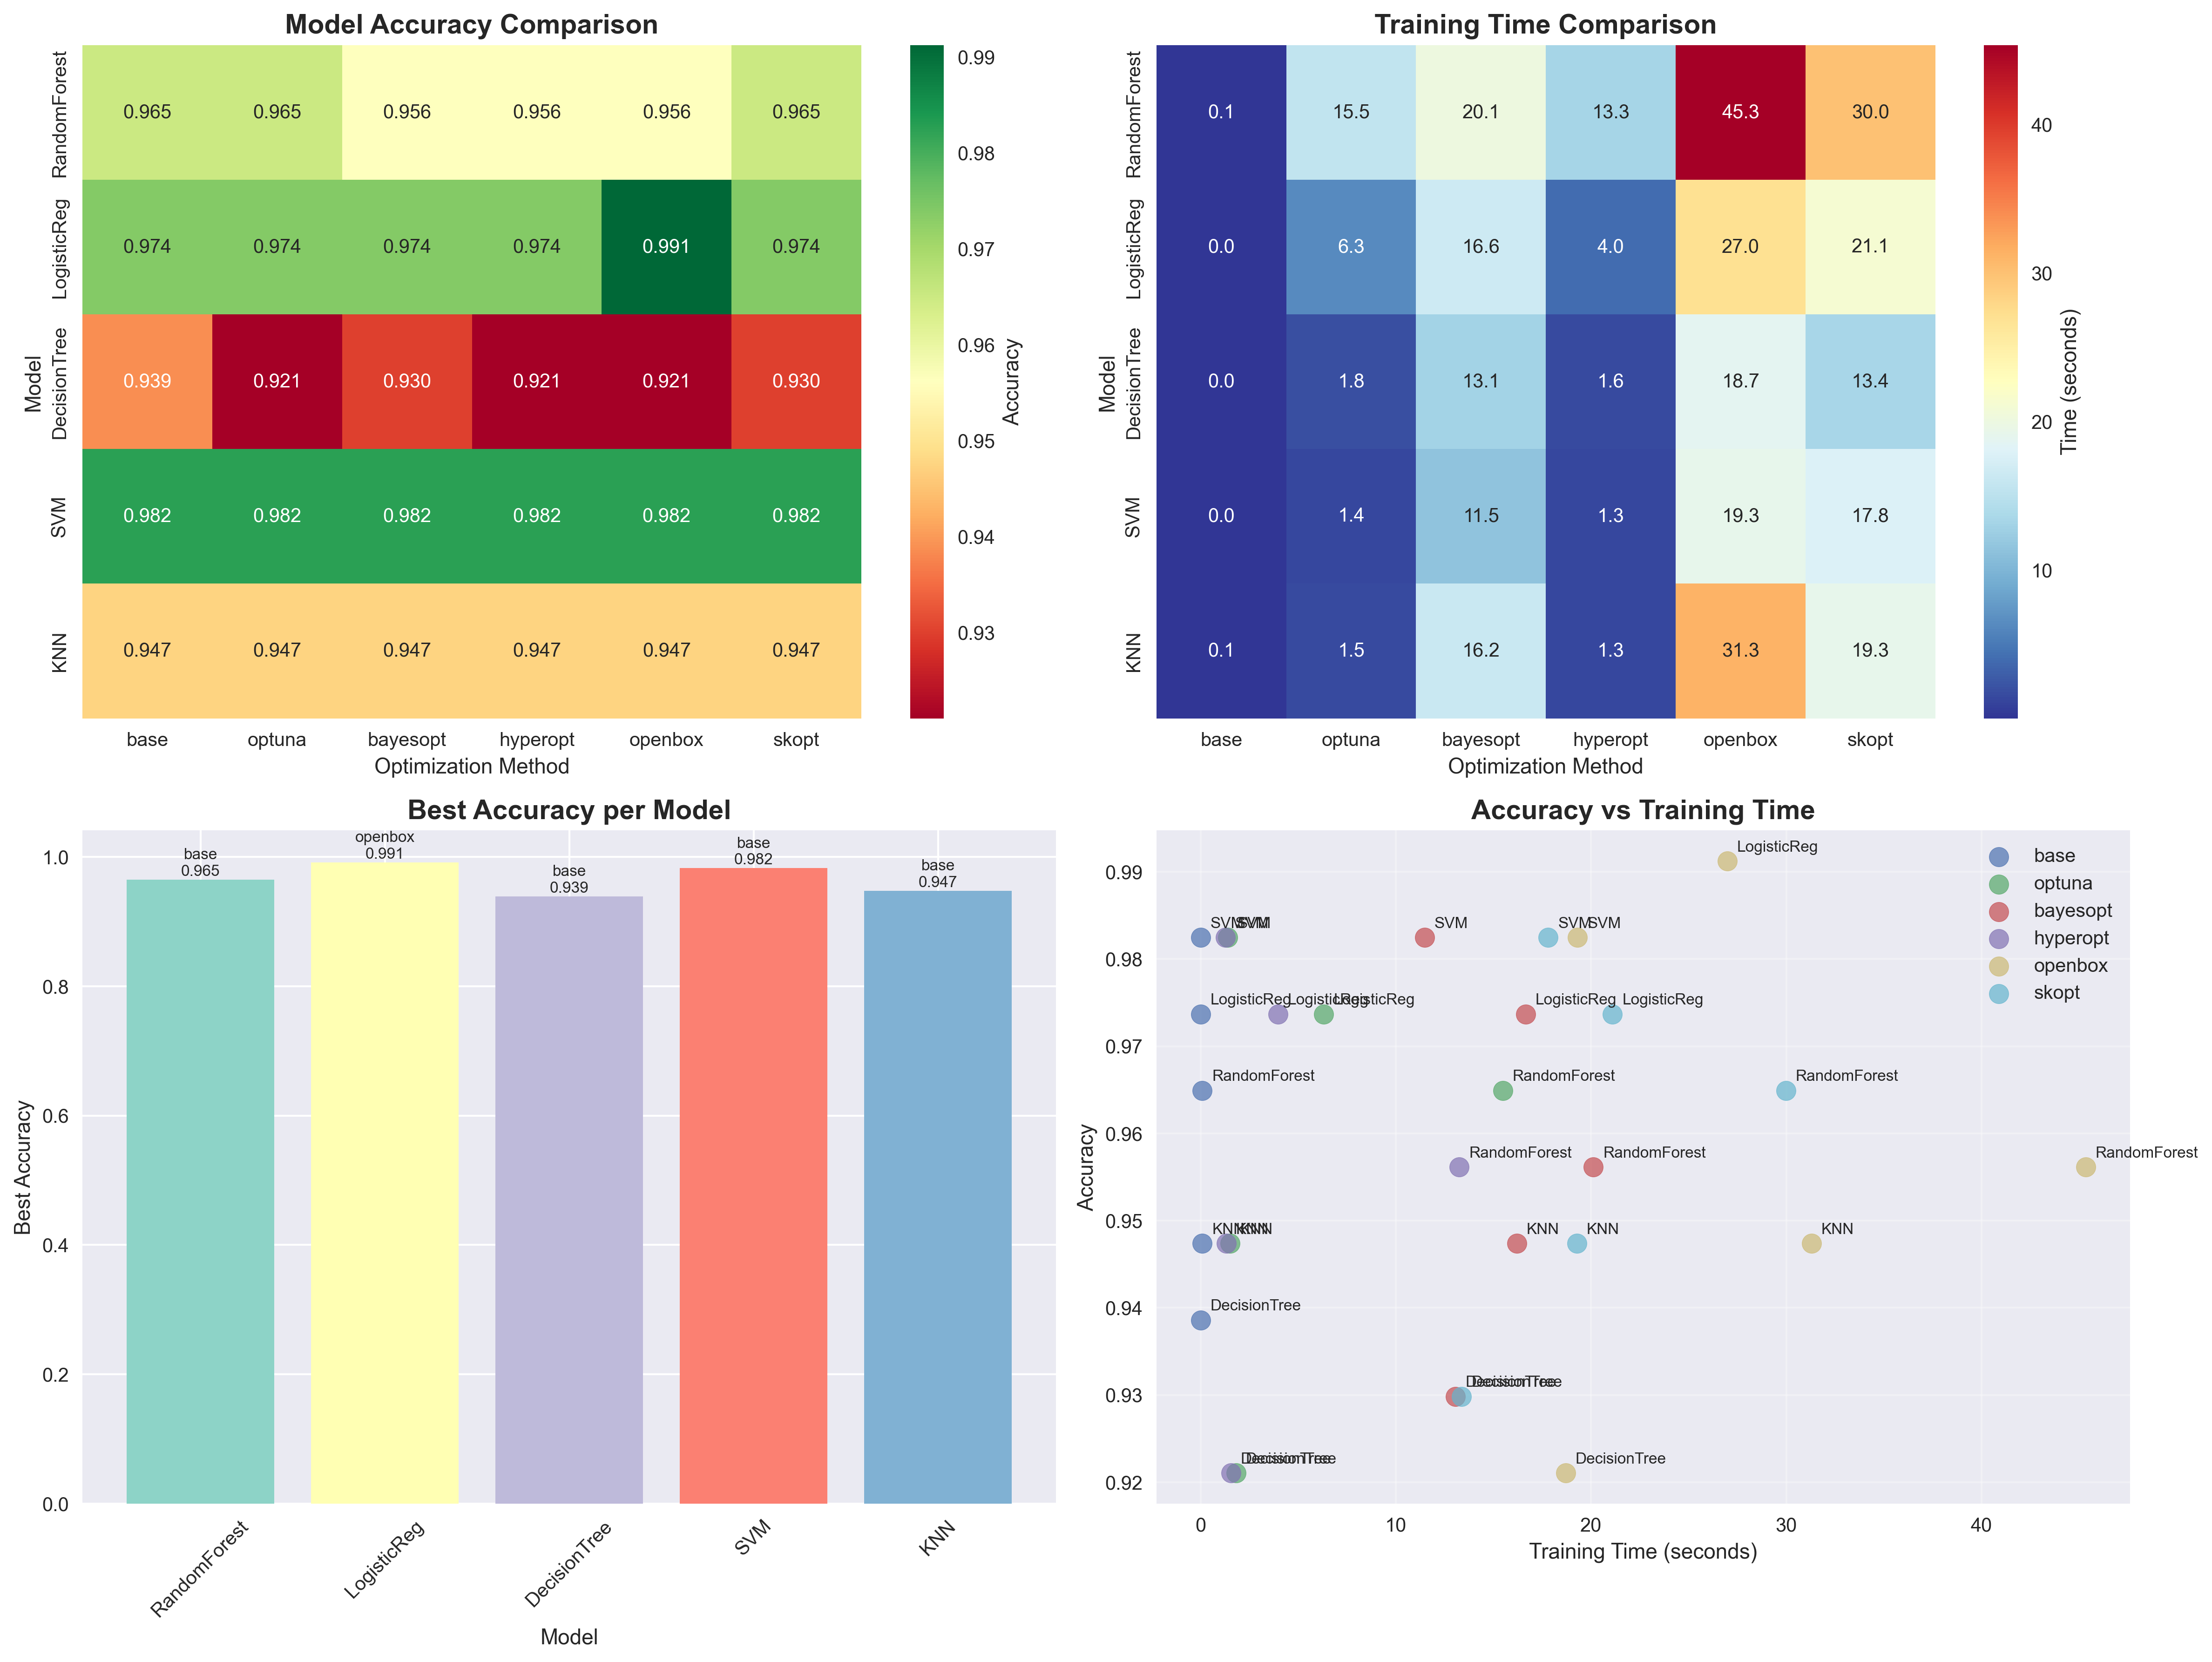 Model Accuracy Comparison
Model
RandomForest
LogisticReg
DecisionTree
SVM
KNN
0.965 0.965 0.956 0.956 0.956 0.965
0.974 0.974 0.974 0.974 0.991 0.974
0.939 0.921 0.930 0.921 0.921 0.930
0.982 0.982 0.982 0.982 0.982 0.982
0.947 0.947 0.947 0.947 0.947 0.947
base optuna bayesopt hyperopt openbox skopt
Optimization Method
0.99
0.98
0.97
0.96
0.95
0.94
0.93
Accuracy
Training Time Comparison
Model
RandomForest
LogisticReg
DecisionTree
SVM
KNN
0.1 15.5 20.1 13.3 45.3 30.0
0.0 6.3 16.6 4.0 27.0 21.1
0.0 1.8 13.1 1.6 18.7 13.4
0.0 1.4 11.5 1.3 19.3 17.8
0.1 1.5 16.2 1.3 31.3 19.3
base optuna bayesopt hyperopt openbox skopt
Optimization Method
40
30
20
10
Time (seconds)
Best Accuracy per Model
Best Accuracy
1.0
0.8
0.6
0.4
0.2
0.0
base
0.965
openbox
0.991
base
0.939
base
0.982
base
0.947
RandomForest
LogisticReg
DecisionTree
SVM
KNN
Model
Accuracy vs Training Time
Accuracy
0.99
0.98
0.97
0.96
0.95
0.94
0.93
0.92
LogisticReg
SVM SVM SVM SVM SVM SVM
LogisticReg LogisticReg LogisticReg LogisticReg LogisticReg
RandomForest RandomForest RandomForest
RandomForest RandomForest RandomForest
KNN KNN KNN KNN KNN KNN
DecisionTree
DecisionTree DecisionTree
DecisionTree DecisionTree DecisionTree
base
optuna
bayesopt
hyperopt
openbox
skopt
0 10 20 30 40
Training Time (seconds)